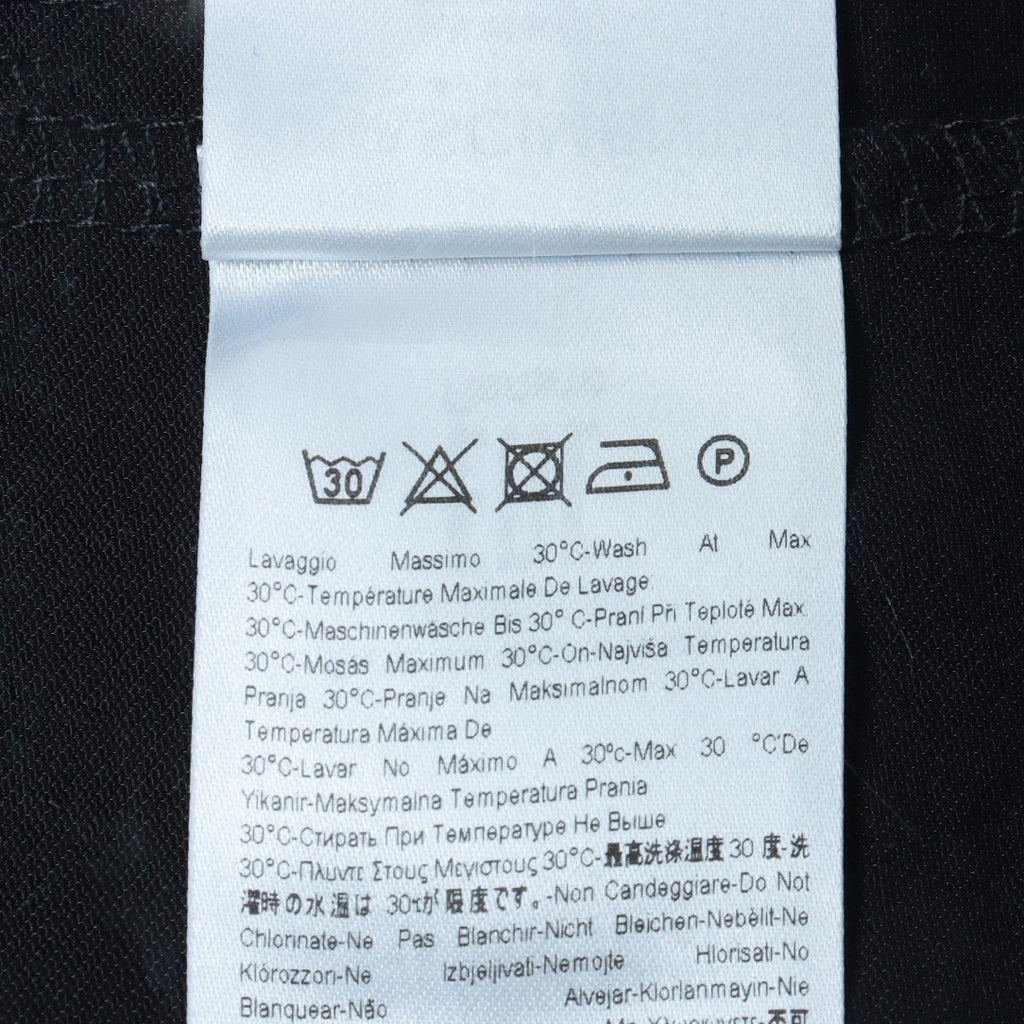 30
P
Lavaggio Massimo 30°C-Wash At Max
30°C-Température Maximale De Lavage
30°C-Maschinenwäsche Bis 30° C-Praní Při Teplotě Max.
30°C-Mosás Maximum 30°C-On-Najviša Temperatura
Pranja 30°C-Pranje Na Maksimalnom 30°C-Lavar A
Temperatura Máxima De
30°C-Lavar No Máximo A 30ºc-Max 30 °C'De
Yikanir-Maksymalna Temperatura Prania
30°C-Стирать При Температуре Не Выше
30°C-Πλυντε Στους Μεγιστους 30°C-最高洗涤温度 30 度-洗
濯時の水温は 30℃が限度です。-Non Candeggiare-Do Not
Chlorinate-Ne Pas Blanchir-Nicht Bleichen-Nebělit-Ne
Klórozzon-Ne Izbjeljivati-Nemojte Hlorisati-No
Blanquear-Não Alvejar-Klorlanmayin-Nie
不可